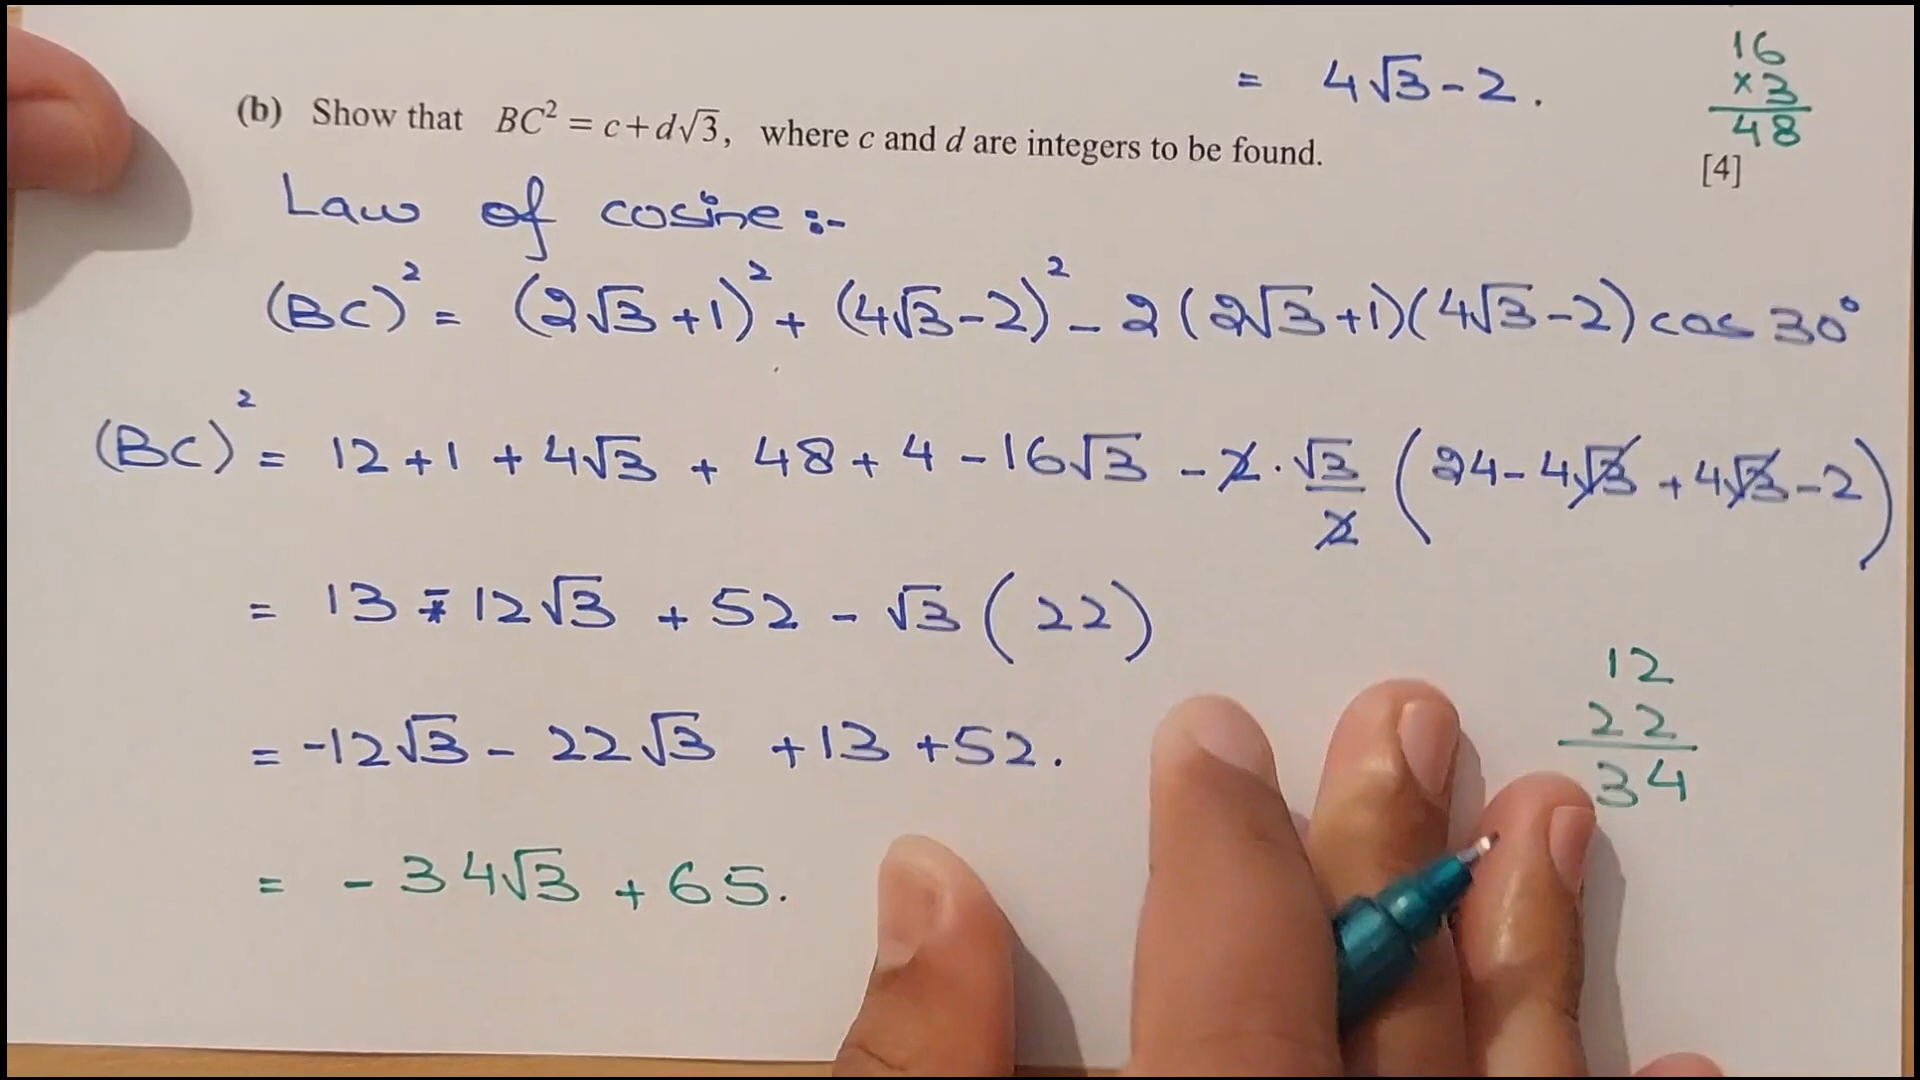 = 4√3 - 2.
16
×3
48
(b) Show that BC² = c + d√3, where c and d are integers to be found.
[4]
Law of cosine :-
(BC)² = (2√3 + 1)² + (4√3 - 2)² - 2 (2√3 + 1)(4√3 - 2) cos 30°
(BC)² = 12 + 1 + 4√3 + 48 + 4 - 16√3 - 2 · √3/2 (24 - 4√3 + 4√3 - 2)
= 13 - 12√3 + 52 - √3 (22)
= -12√3 - 22√3 + 13 + 52.
= - 34√3 + 65.
12
22
34